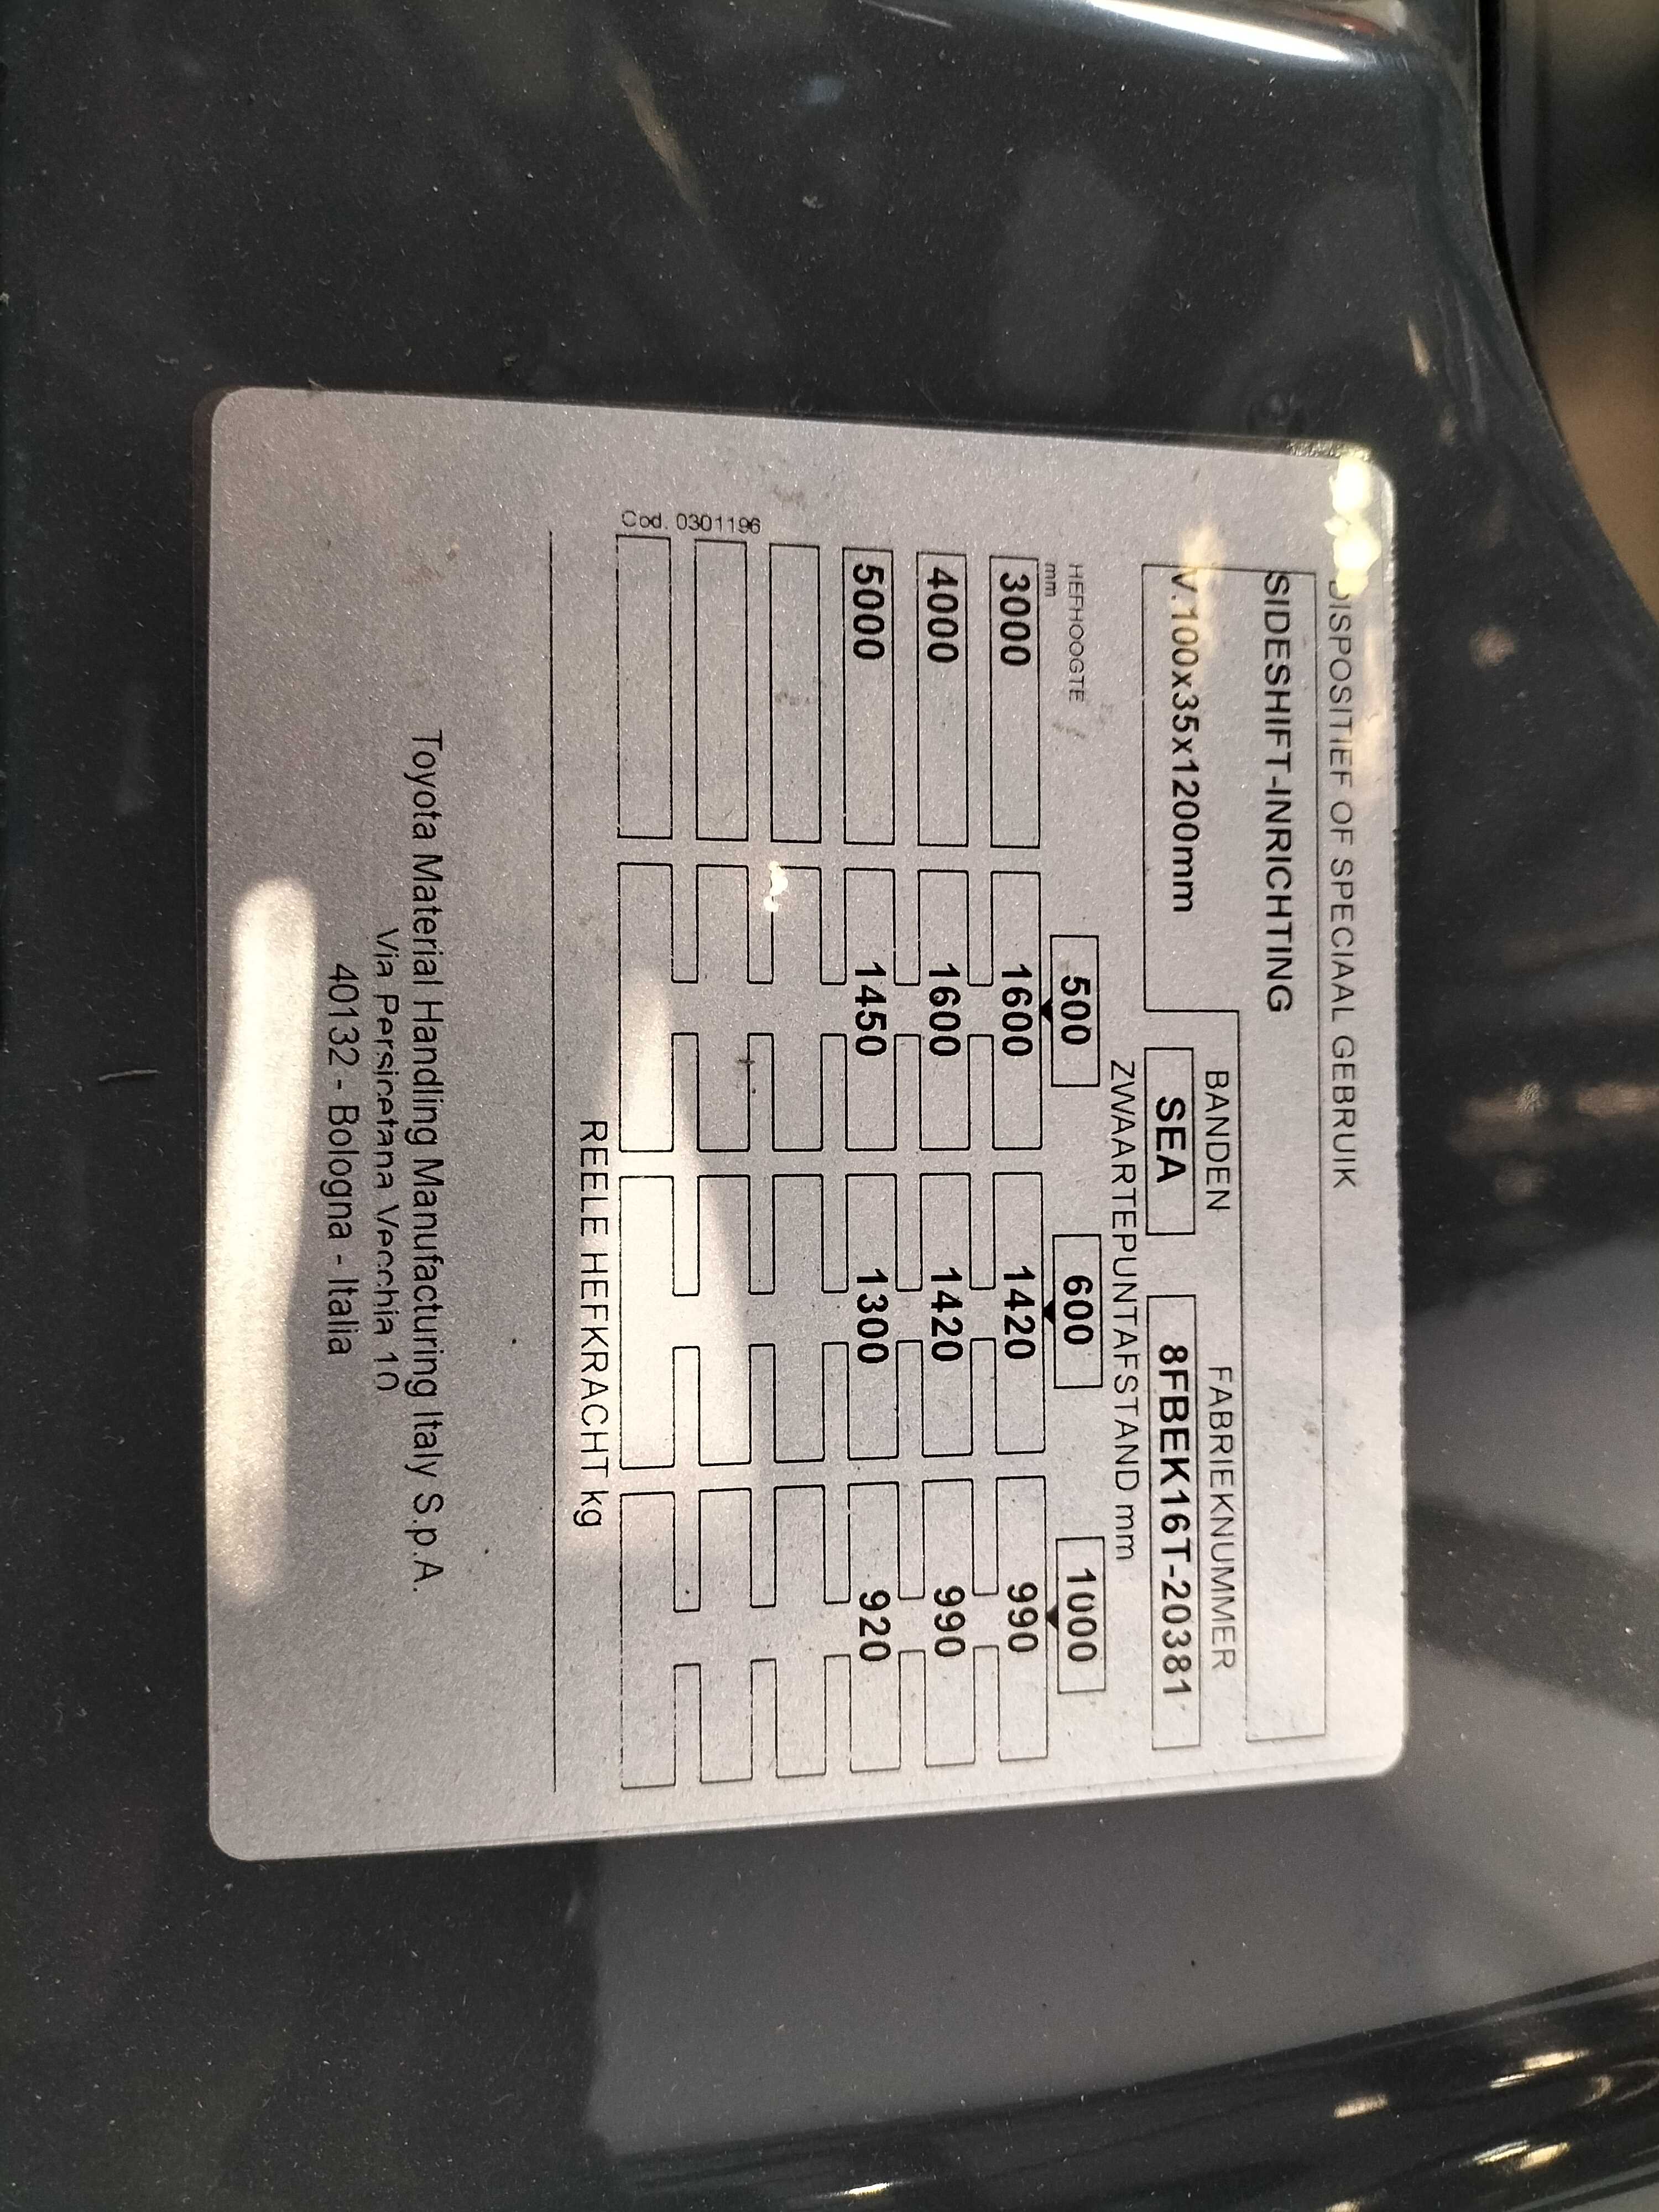 DISPOSITIEF OF SPECIAAL GEBRUIK
SIDESHIFT-INRICHTING
BANDEN FABRIEKNUMMER
V.100x35x1200mm SEA 8FBEK16T-20381
ZWAARTEPUNTAFSTAND mm
HEFHOOGTE 500 600 1000
mm
3000 1600 1420 990
4000 1600 1420 990
5000 1450 1300 920
Cod. 0301196
REELE HEFKRACHT kg
Toyota Material Handling Manufacturing Italy S.p.A.
Via Persicetana Vecchia 10
40132 - Bologna - Italia